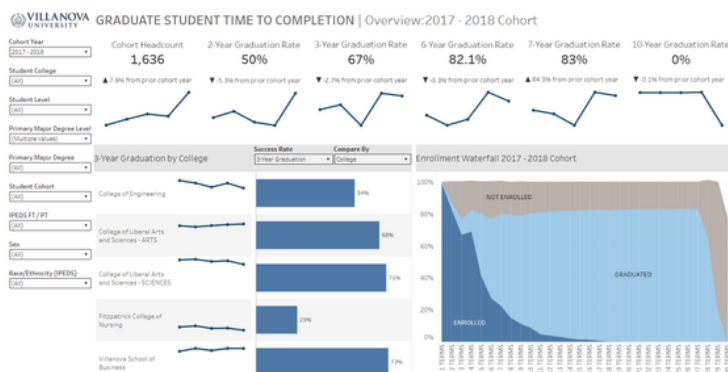 VILLANOVA
UNIVERSITY
GRADUATE STUDENT TIME TO COMPLETION | Overview:2017 - 2018 Cohort
Cohort Year
2017 - 2018
Student College
(All)
Student Level
(All)
Primary Major Degree Level
(Multiple values)
Primary Major Degree
(All)
Student Cohort
(All)
IPEDS FT / PT
(All)
Sex
(All)
Race/Ethnicity (IPEDS)
(All)
Cohort Headcount
1,636
▲ 7.9% from prior cohort year
2-Year Graduation Rate
50%
▼ -5.3% from prior cohort year
3-Year Graduation Rate
67%
▼ -2.7% from prior cohort year
6-Year Graduation Rate
82.1%
▼ -0.3% from prior cohort year
7-Year Graduation Rate
83%
▲ 84.3% from prior cohort year
10-Year Graduation Rate
0%
▼ -0.1% from prior cohort year
3-Year Graduation by College
Success Rate
3-Year Graduation
Compare By
College
College of Engineering
54%
College of Liberal Arts
and Sciences - ARTS
68%
College of Liberal Arts
and Sciences - SCIENCES
71%
Fitzpatrick College of
Nursing
23%
Villanova School of
Business
73%
Enrollment Waterfall 2017 - 2018 Cohort
100%
80%
60%
40%
20%
0%
NOT ENROLLED
GRADUATED
ENROLLED